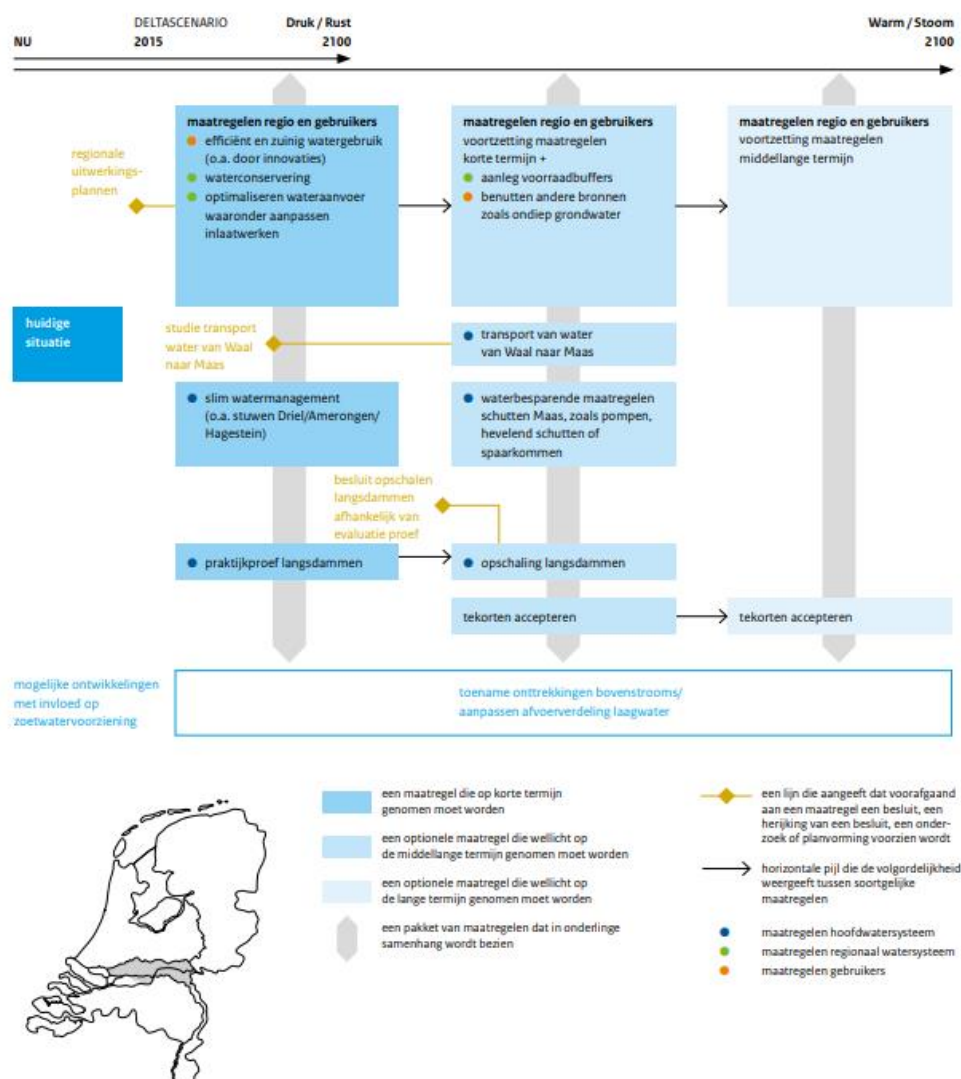 DELTASCENARIO
Druk / Rust
Warm / Stoom
NU
2015
2100
2100
regionale
uitwerkings-
plannen
maatregelen regio en gebruikers
efficiënt en zuinig watergebruik
(o.a. door innovaties)
waterconservering
optimaliseren wateraanvoer
waaronder aanpassen
inlaatwerken
maatregelen regio en gebruikers
voortzetting maatregelen
korte termijn +
aanleg voorraadbuffers
benutten andere bronnen
zoals ondiep grondwater
maatregelen regio en gebruikers
voortzetting maatregelen
middellange termijn
huidige
situatie
studie transport
water van Waal
naar Maas
transport van water
van Waal naar Maas
slim watermanagement
(o.a. stuwen Driel/Amerongen/
Hagestein)
waterbesparende maatregelen
schutten Maas, zoals pompen,
hevelend schutten of
spaarkommen
besluit opschalen
langsdammen
afhankelijk van
evaluatie proef
praktijkproef langsdammen
opschaling langsdammen
tekorten accepteren
tekorten accepteren
mogelijke ontwikkelingen
met invloed op
zoetwatervoorziening
toename onttrekkingen bovenstrooms/
aanpassen afvoerverdeling laagwater
een maatregel die op korte termijn
genomen moet worden
een optionele maatregel die wellicht op
de middellange termijn genomen moet worden
een optionele maatregel die wellicht op
de lange termijn genomen moet worden
een pakket van maatregelen dat in onderlinge
samenhang wordt bezien
een lijn die aangeeft dat voorafgaand
aan een maatregel een besluit, een
herijking van een besluit, een onder-
zoek of planvorming voorzien wordt
horizontale pijl die de volgordelijkheid
weergeeft tussen soortgelijke
maatregelen
maatregelen hoofdwatersysteem
maatregelen regionaal watersysteem
maatregelen gebruikers